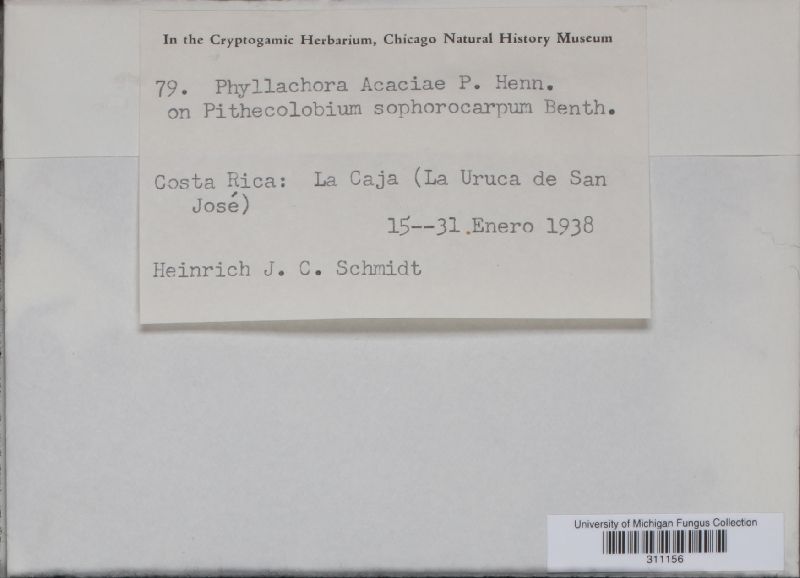 In the Cryptogamic Herbarium, Chicago Natural History Museum
79. Phyllachora Acaciae P. Henn.
on Pithecolobium sophorocarpum Benth.
Costa Rica: La Caja (La Uruca de San
José)
15--31.Enero 1938
Heinrich J. C. Schmidt
University of Michigan Fungus Collection
311156